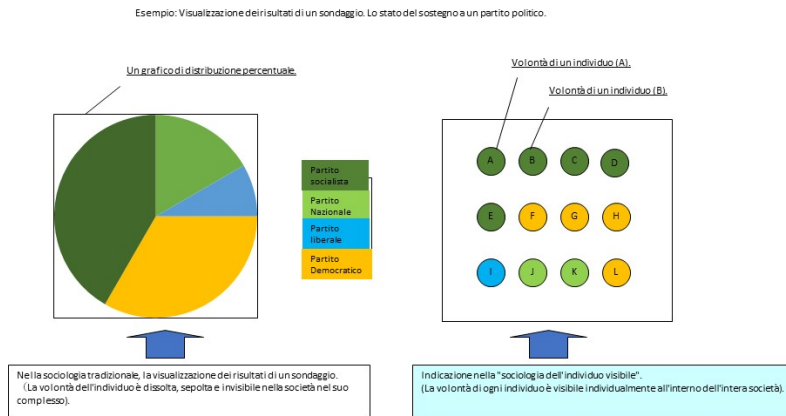 Esempio: Visualizzazione dei risultati di un sondaggio. Lo stato del sostegno a un partito politico.
Un grafico di distribuzione percentuale.
Volontà di un individuo (A).
Volontà di un individuo (B).
Partito
socialista
Partito
Nazionale
Partito
liberale
Partito
Democratico
A B C D
E F G H
I J K L
Nella sociologia tradizionale, la visualizzazione dei risultati di un sondaggio.
(La volontà dell'individuo è dissolta, sepolta e invisibile nella società nel suo
complesso).
Indicazione nella "sociologia dell'individuo visibile".
(La volontà di ogni individuo è visibile individualmente all'interno dell'intera società).